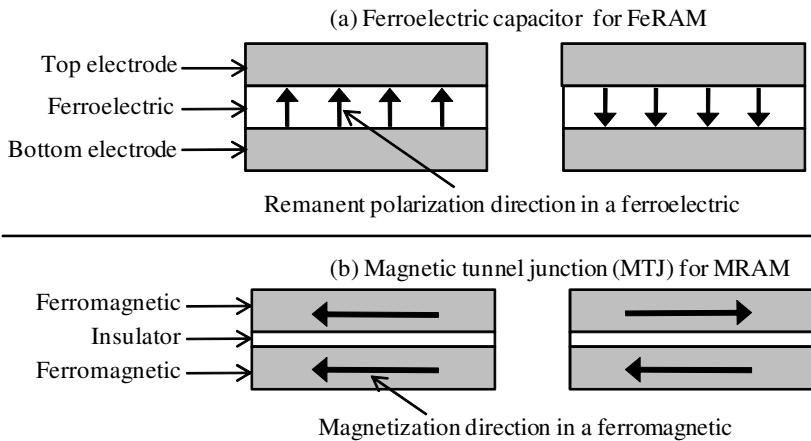 (a) Ferroelectric capacitor for FeRAM
Top electrode
Ferroelectric
Bottom electrode
Remanent polarization direction in a ferroelectric
(b) Magnetic tunnel junction (MTJ) for MRAM
Ferromagnetic
Insulator
Ferromagnetic
Magnetization direction in a ferromagnetic